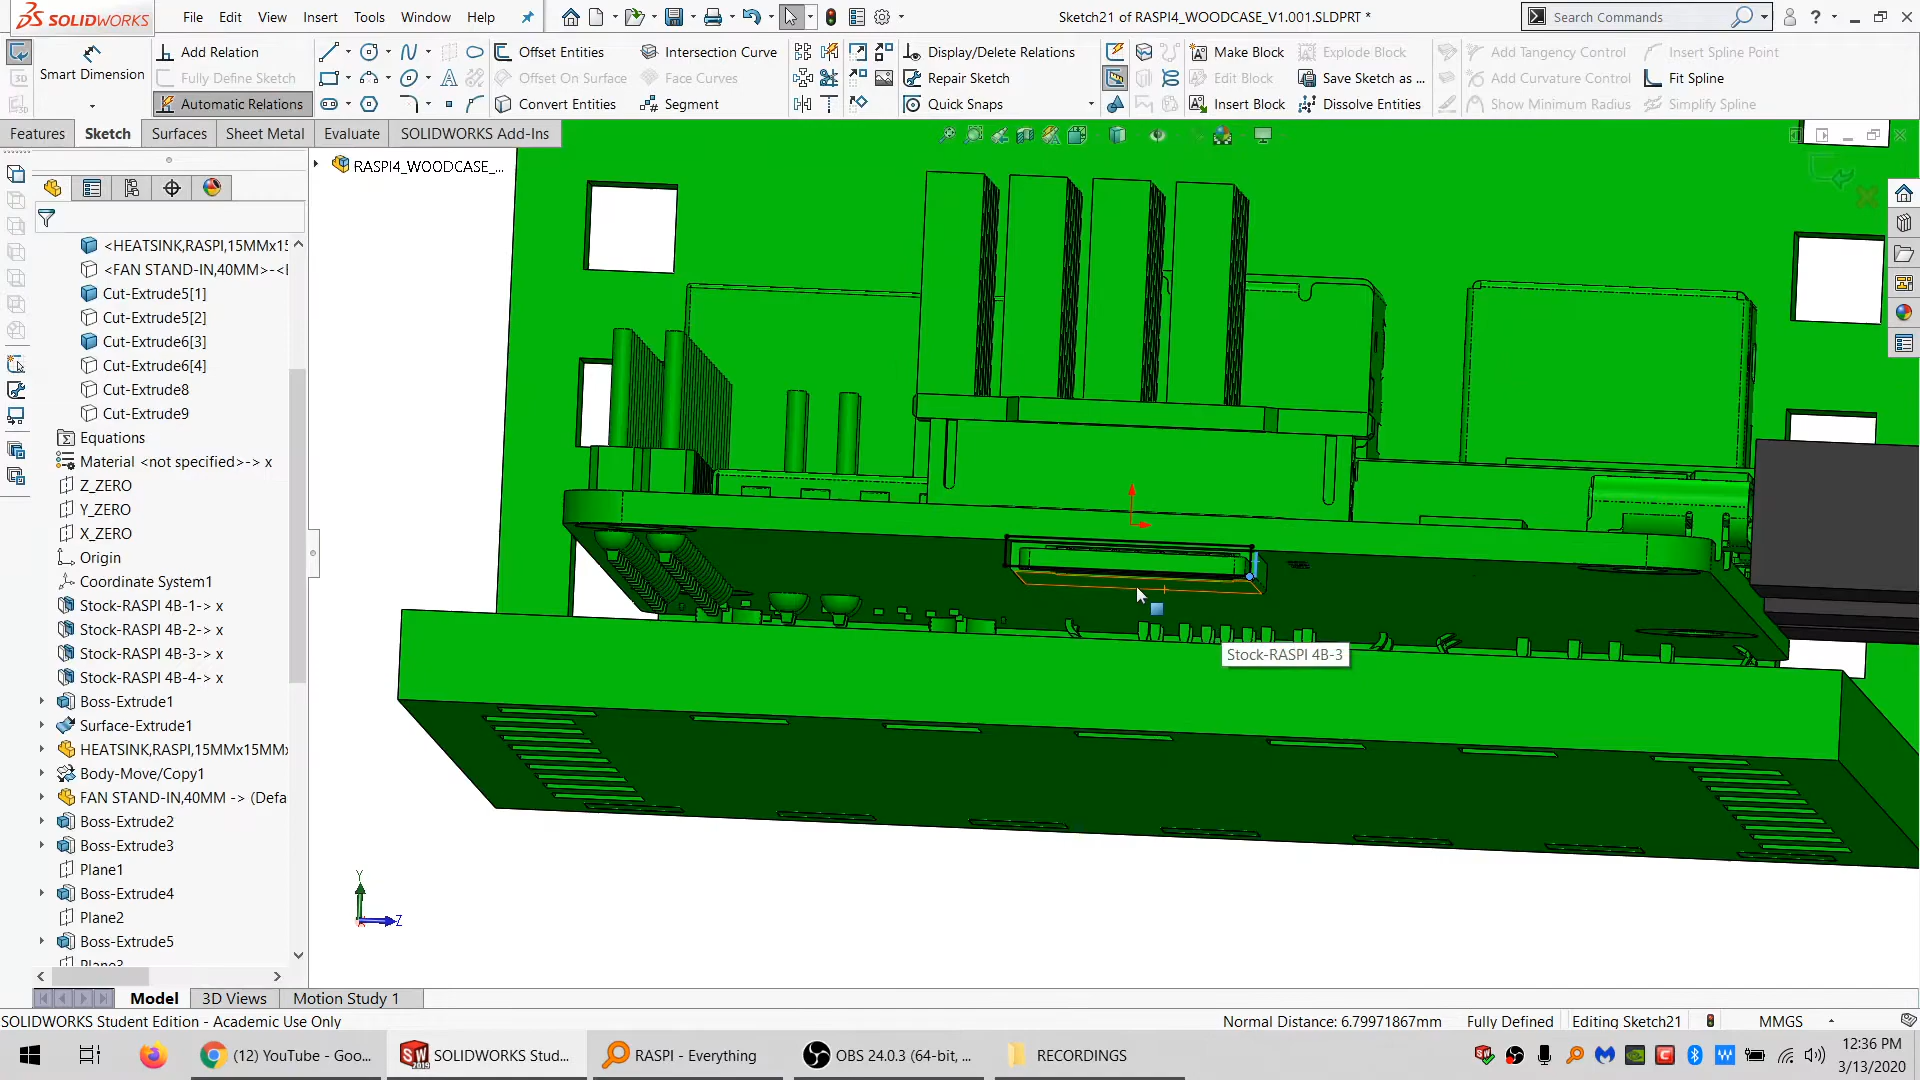 SOLIDWORKS
File Edit View Insert Tools Window Help
Sketch21 of RASPI4_WOODCASE_V1.001.SLDPRT *
Search Commands
Smart Dimension
Add Relation
Fully Define Sketch
Automatic Relations
Offset Entities
Offset On Surface
Convert Entities
Intersection Curve
Face Curves
Segment
Display/Delete Relations
Repair Sketch
Quick Snaps
Make Block
Edit Block
Insert Block
Explode Block
Save Sketch as ...
Dissolve Entities
Add Tangency Control
Add Curvature Control
Show Minimum Radius
Insert Spline Point
Fit Spline
Simplify Spline
Features Sketch Surfaces Sheet Metal Evaluate SOLIDWORKS Add-Ins
RASPI4_WOODCASE_...
<HEATSINK,RASPI,15MMx15
<FAN STAND-IN,40MM>-<
Cut-Extrude5[1]
Cut-Extrude5[2]
Cut-Extrude6[3]
Cut-Extrude6[4]
Cut-Extrude8
Cut-Extrude9
Equations
Material <not specified>-> x
Z_ZERO
Y_ZERO
X_ZERO
Origin
Coordinate System1
Stock-RASPI 4B-1-> x
Stock-RASPI 4B-2-> x
Stock-RASPI 4B-3-> x
Stock-RASPI 4B-4-> x
Boss-Extrude1
Surface-Extrude1
HEATSINK,RASPI,15MMx15MMx
Body-Move/Copy1
FAN STAND-IN,40MM -> (Defa
Boss-Extrude2
Boss-Extrude3
Plane1
Boss-Extrude4
Plane2
Boss-Extrude5
Plane3
Stock-RASPI 4B-3
Y
Z
Model 3D Views Motion Study 1
SOLIDWORKS Student Edition - Academic Use Only
Normal Distance: 6.79971867mm Fully Defined Editing Sketch21 MMGS
(12) YouTube - Goo...
SOLIDWORKS Stud...
RASPI - Everything
OBS 24.0.3 (64-bit, ...
RECORDINGS
12:36 PM
3/13/2020